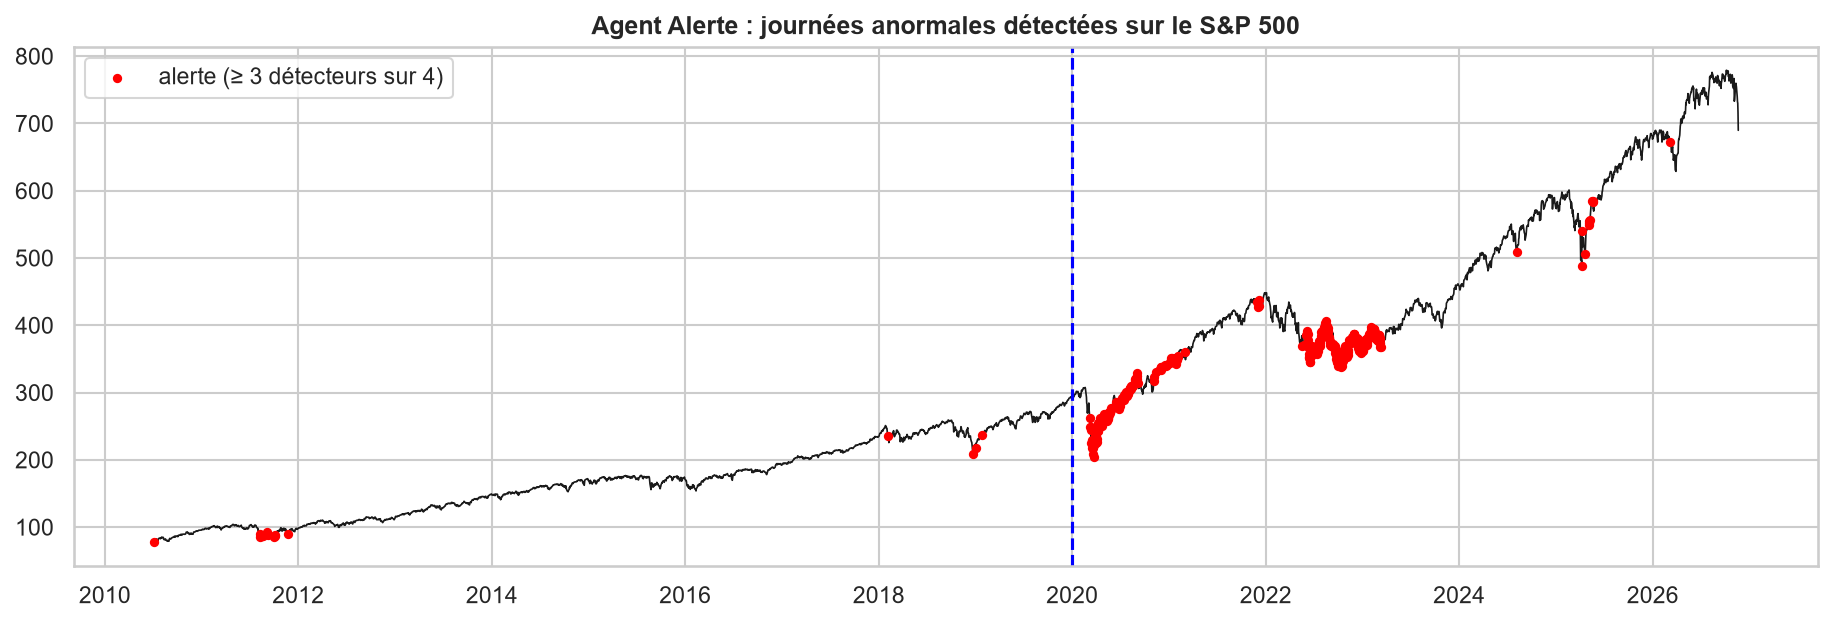 Agent Alerte : journées anormales détectées sur le S&P 500
alerte (≥ 3 détecteurs sur 4)
800
700
600
500
400
300
200
100
2010 2012 2014 2016 2018 2020 2022 2024 2026